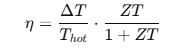 η = ΔT / T_hot · ZT / 1 + ZT